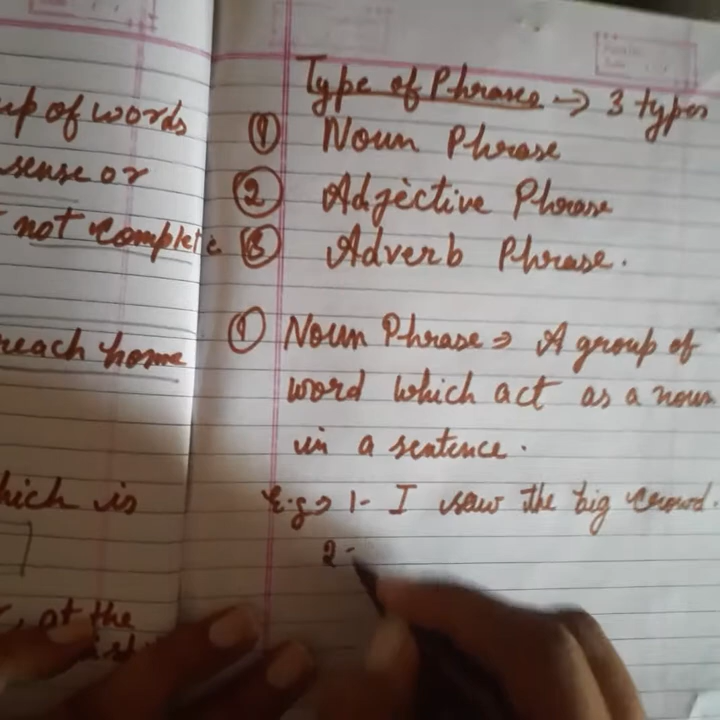 up of words
sense or
not complete
reach home
hich is
at the
Type of Phrase → 3 types
① Noun Phrase
② Adjective Phrase
③ Adverb Phrase.
① Noun Phrase ⇒ A group of
word which act as a noun
in a sentence.
E.g → 1- I saw the big crowd.
2-